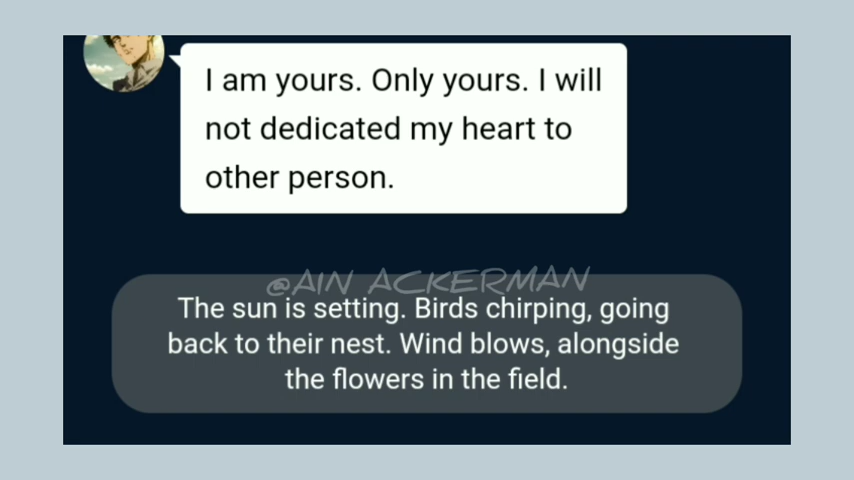 I am yours. Only yours. I will
not dedicated my heart to
other person.
@AIN ACKERMAN
The sun is setting. Birds chirping, going
back to their nest. Wind blows, alongside
the flowers in the field.